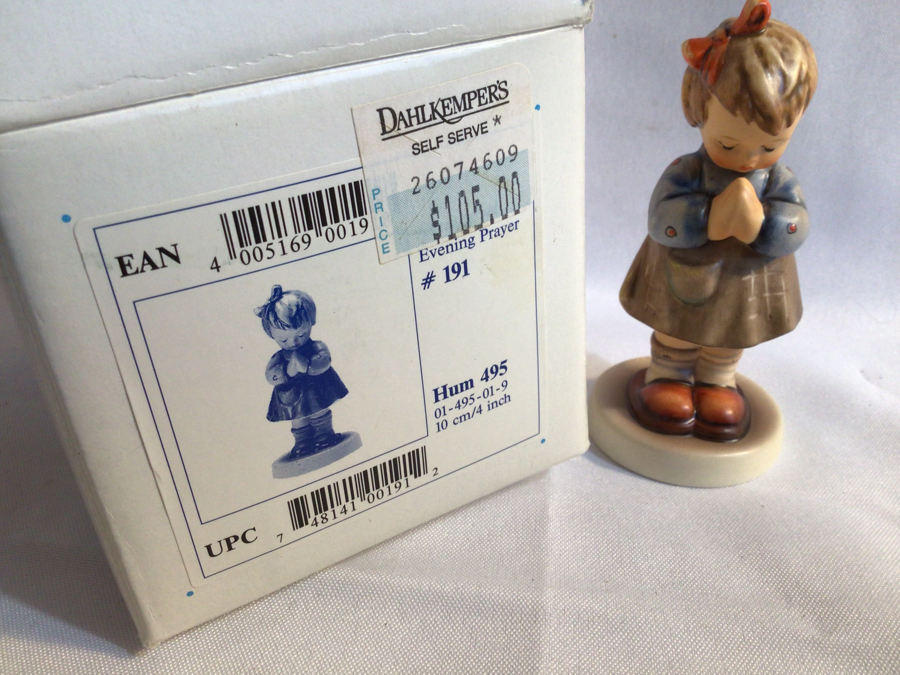 DAHLKEMPER'S
SELF SERVE *
26074609
PRICE
$105.00
EAN
4 005169 0019
Evening Prayer
# 191
Hum 495
01-495-01-9
10 cm/4 inch
UPC
7 48141 00191 2